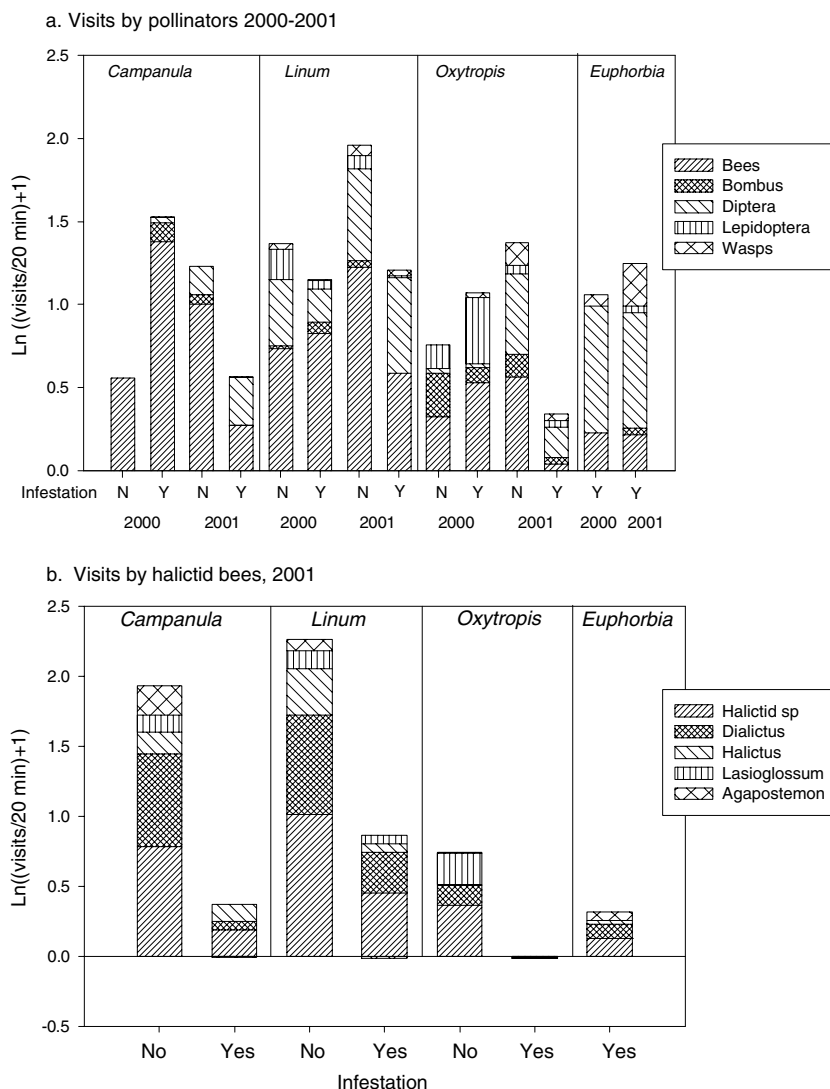 a. Visits by pollinators 2000-2001
2.5
2.0
1.5
1.0
0.5
0.0
Ln ((visits/20 min)+1)
Campanula Linum Oxytropis Euphorbia
Bees
Bombus
Diptera
Lepidoptera
Wasps
Infestation N Y N Y N Y N Y N Y N Y Y Y
2000 2001 2000 2001 2000 2001 2000 2001
b. Visits by halictid bees, 2001
2.5
2.0
1.5
1.0
0.5
0.0
-0.5
Ln((visits/20 min)+1)
Campanula Linum Oxytropis Euphorbia
Halictid sp
Dialictus
Halictus
Lasioglossum
Agapostemon
No Yes No Yes No Yes Yes
Infestation